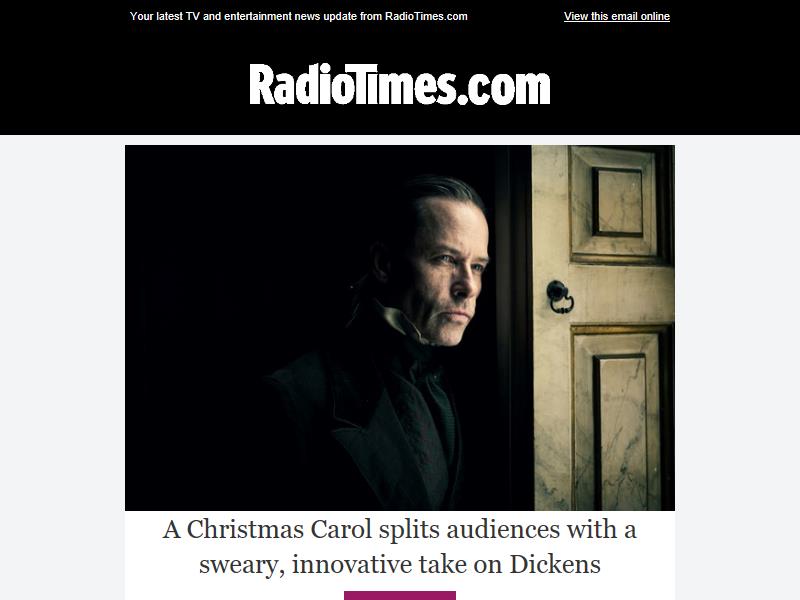 Your latest TV and entertainment news update from RadioTimes.com
View this email online
RadioTimes.com
A Christmas Carol splits audiences with a
sweary, innovative take on Dickens